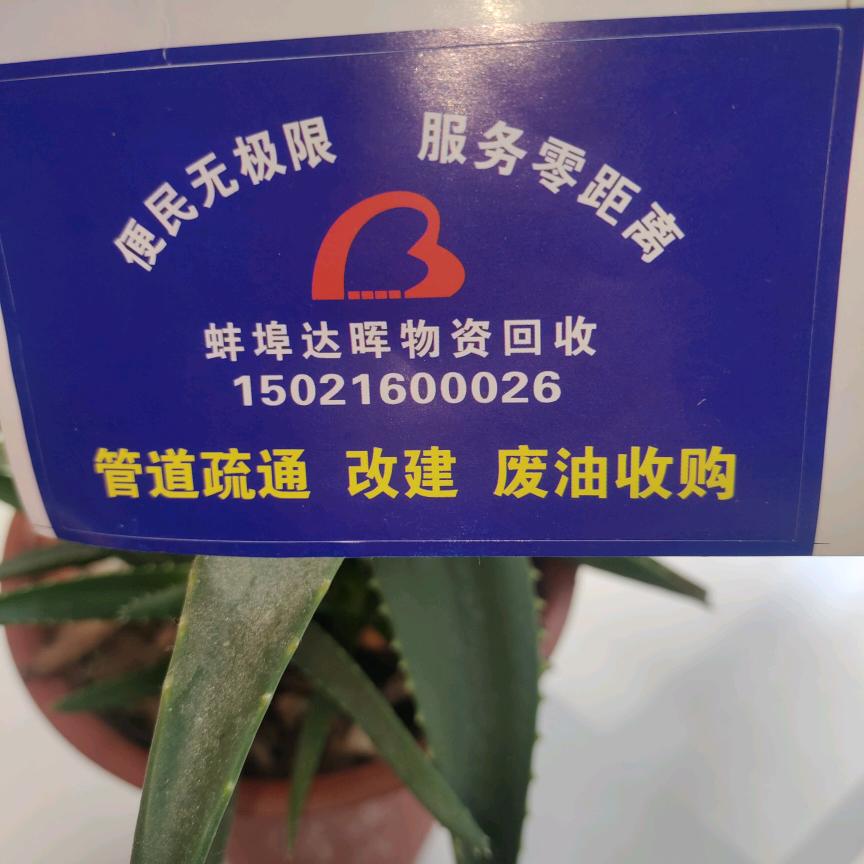 便民无极限 服务零距离
蚌埠达晖物资回收
15021600026
管道疏通 改建 废油收购